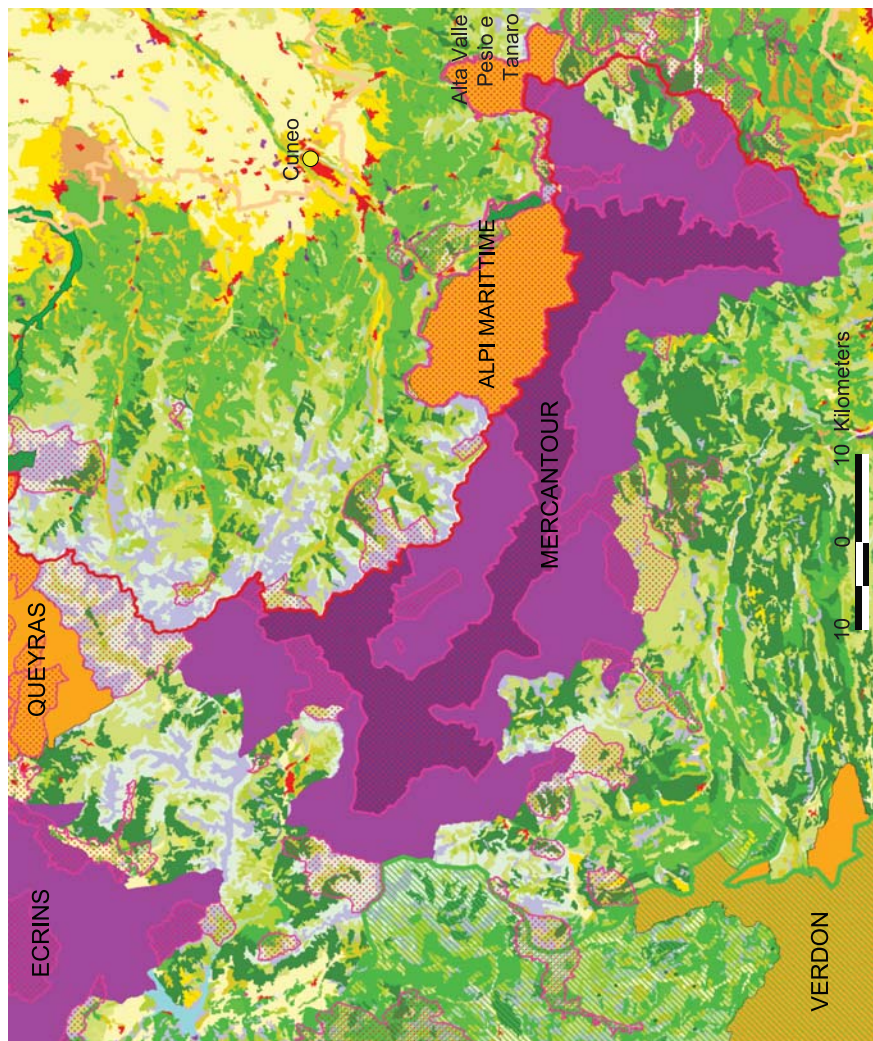 ECRINS
QUEYRAS
Cuneo
Alta Valle
Pesio e
Tanaro
ALPI MARITTIME
MERCANTOUR
VERDON
10 0 10 Kilometers